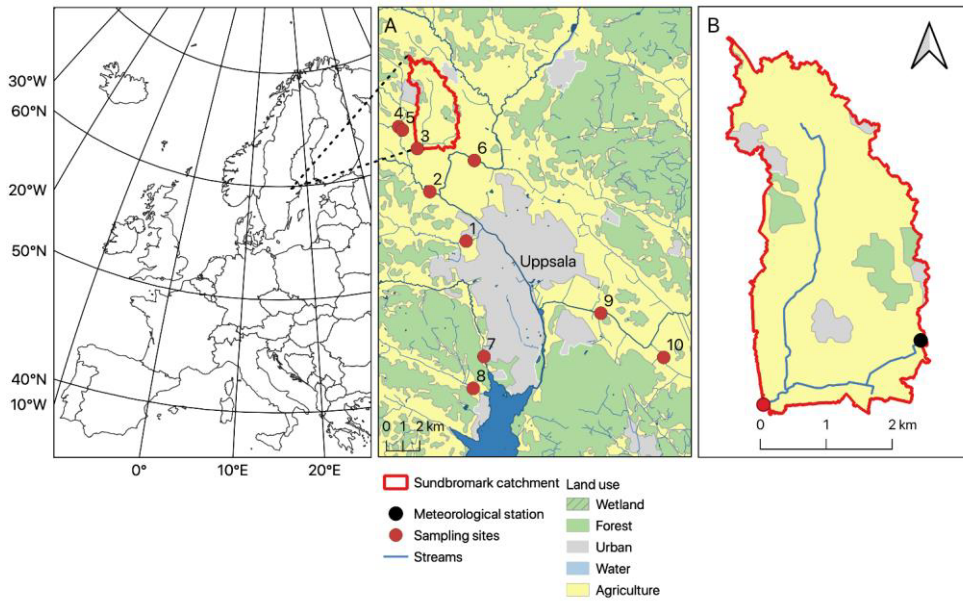 A
B
30°W
60°N
20°W
50°N
40°N
10°W
0°
10°E
20°E
4
5
3
6
2
1
Uppsala
9
7
10
8
0 1 2 km
0 1 2 km
Sundbromark catchment
Meteorological station
Sampling sites
Streams
Land use
Wetland
Forest
Urban
Water
Agriculture